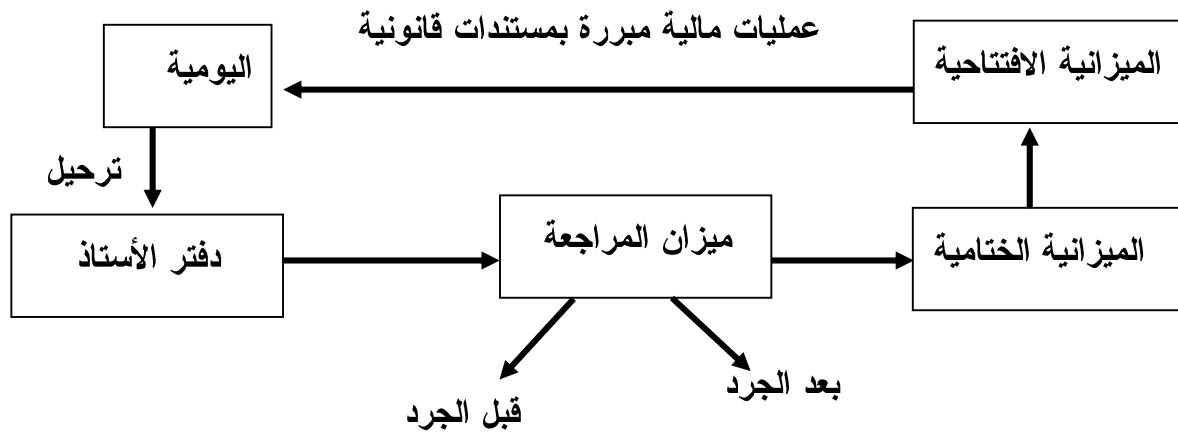 عمليات مالية مبررة بمستندات قانونية
الميزانية الافتتاحية
اليومية
ترحيل
دفتر الأستاذ
ميزان المراجعة
الميزانية الختامية
بعد الجرد
قبل الجرد